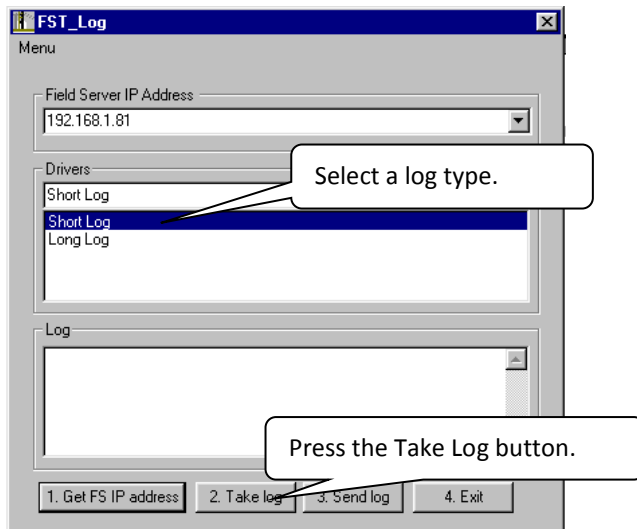 FST_Log
Menu
Field Server IP Address
192.168.1.81
Drivers
Select a log type.
Short Log
Short Log
Long Log
Log
Press the Take Log button.
1. Get FS IP address 2. Take log 3. Send log 4. Exit